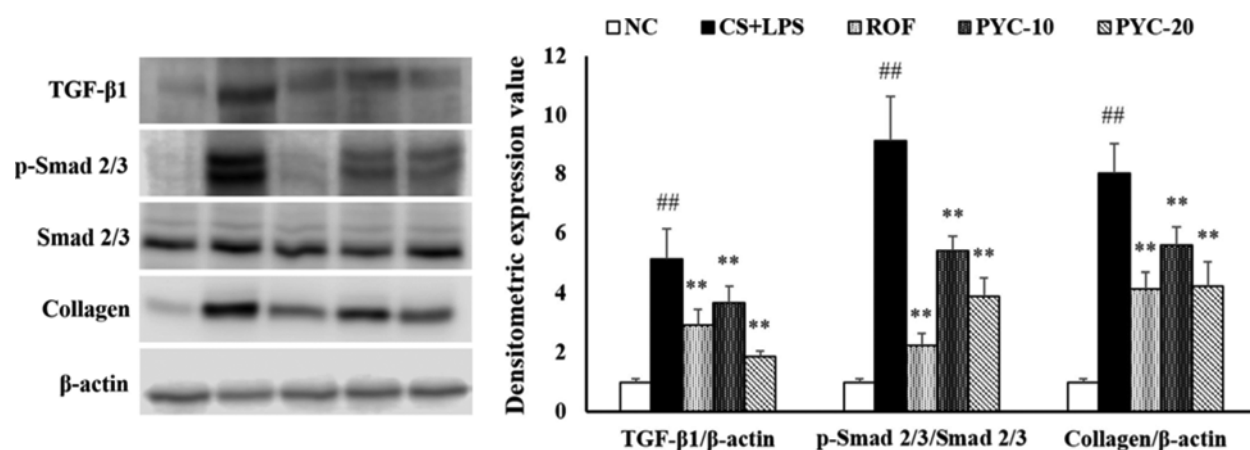 TGF-β1
p-Smad 2/3
Smad 2/3
Collagen
β-actin
NC CS+LPS ROF PYC-10 PYC-20
Densitometric expression value
12
10
8
6
4
2
0
##
**
**
**
##
**
**
**
##
**
**
**
TGF-β1/β-actin p-Smad 2/3/Smad 2/3 Collagen/β-actin